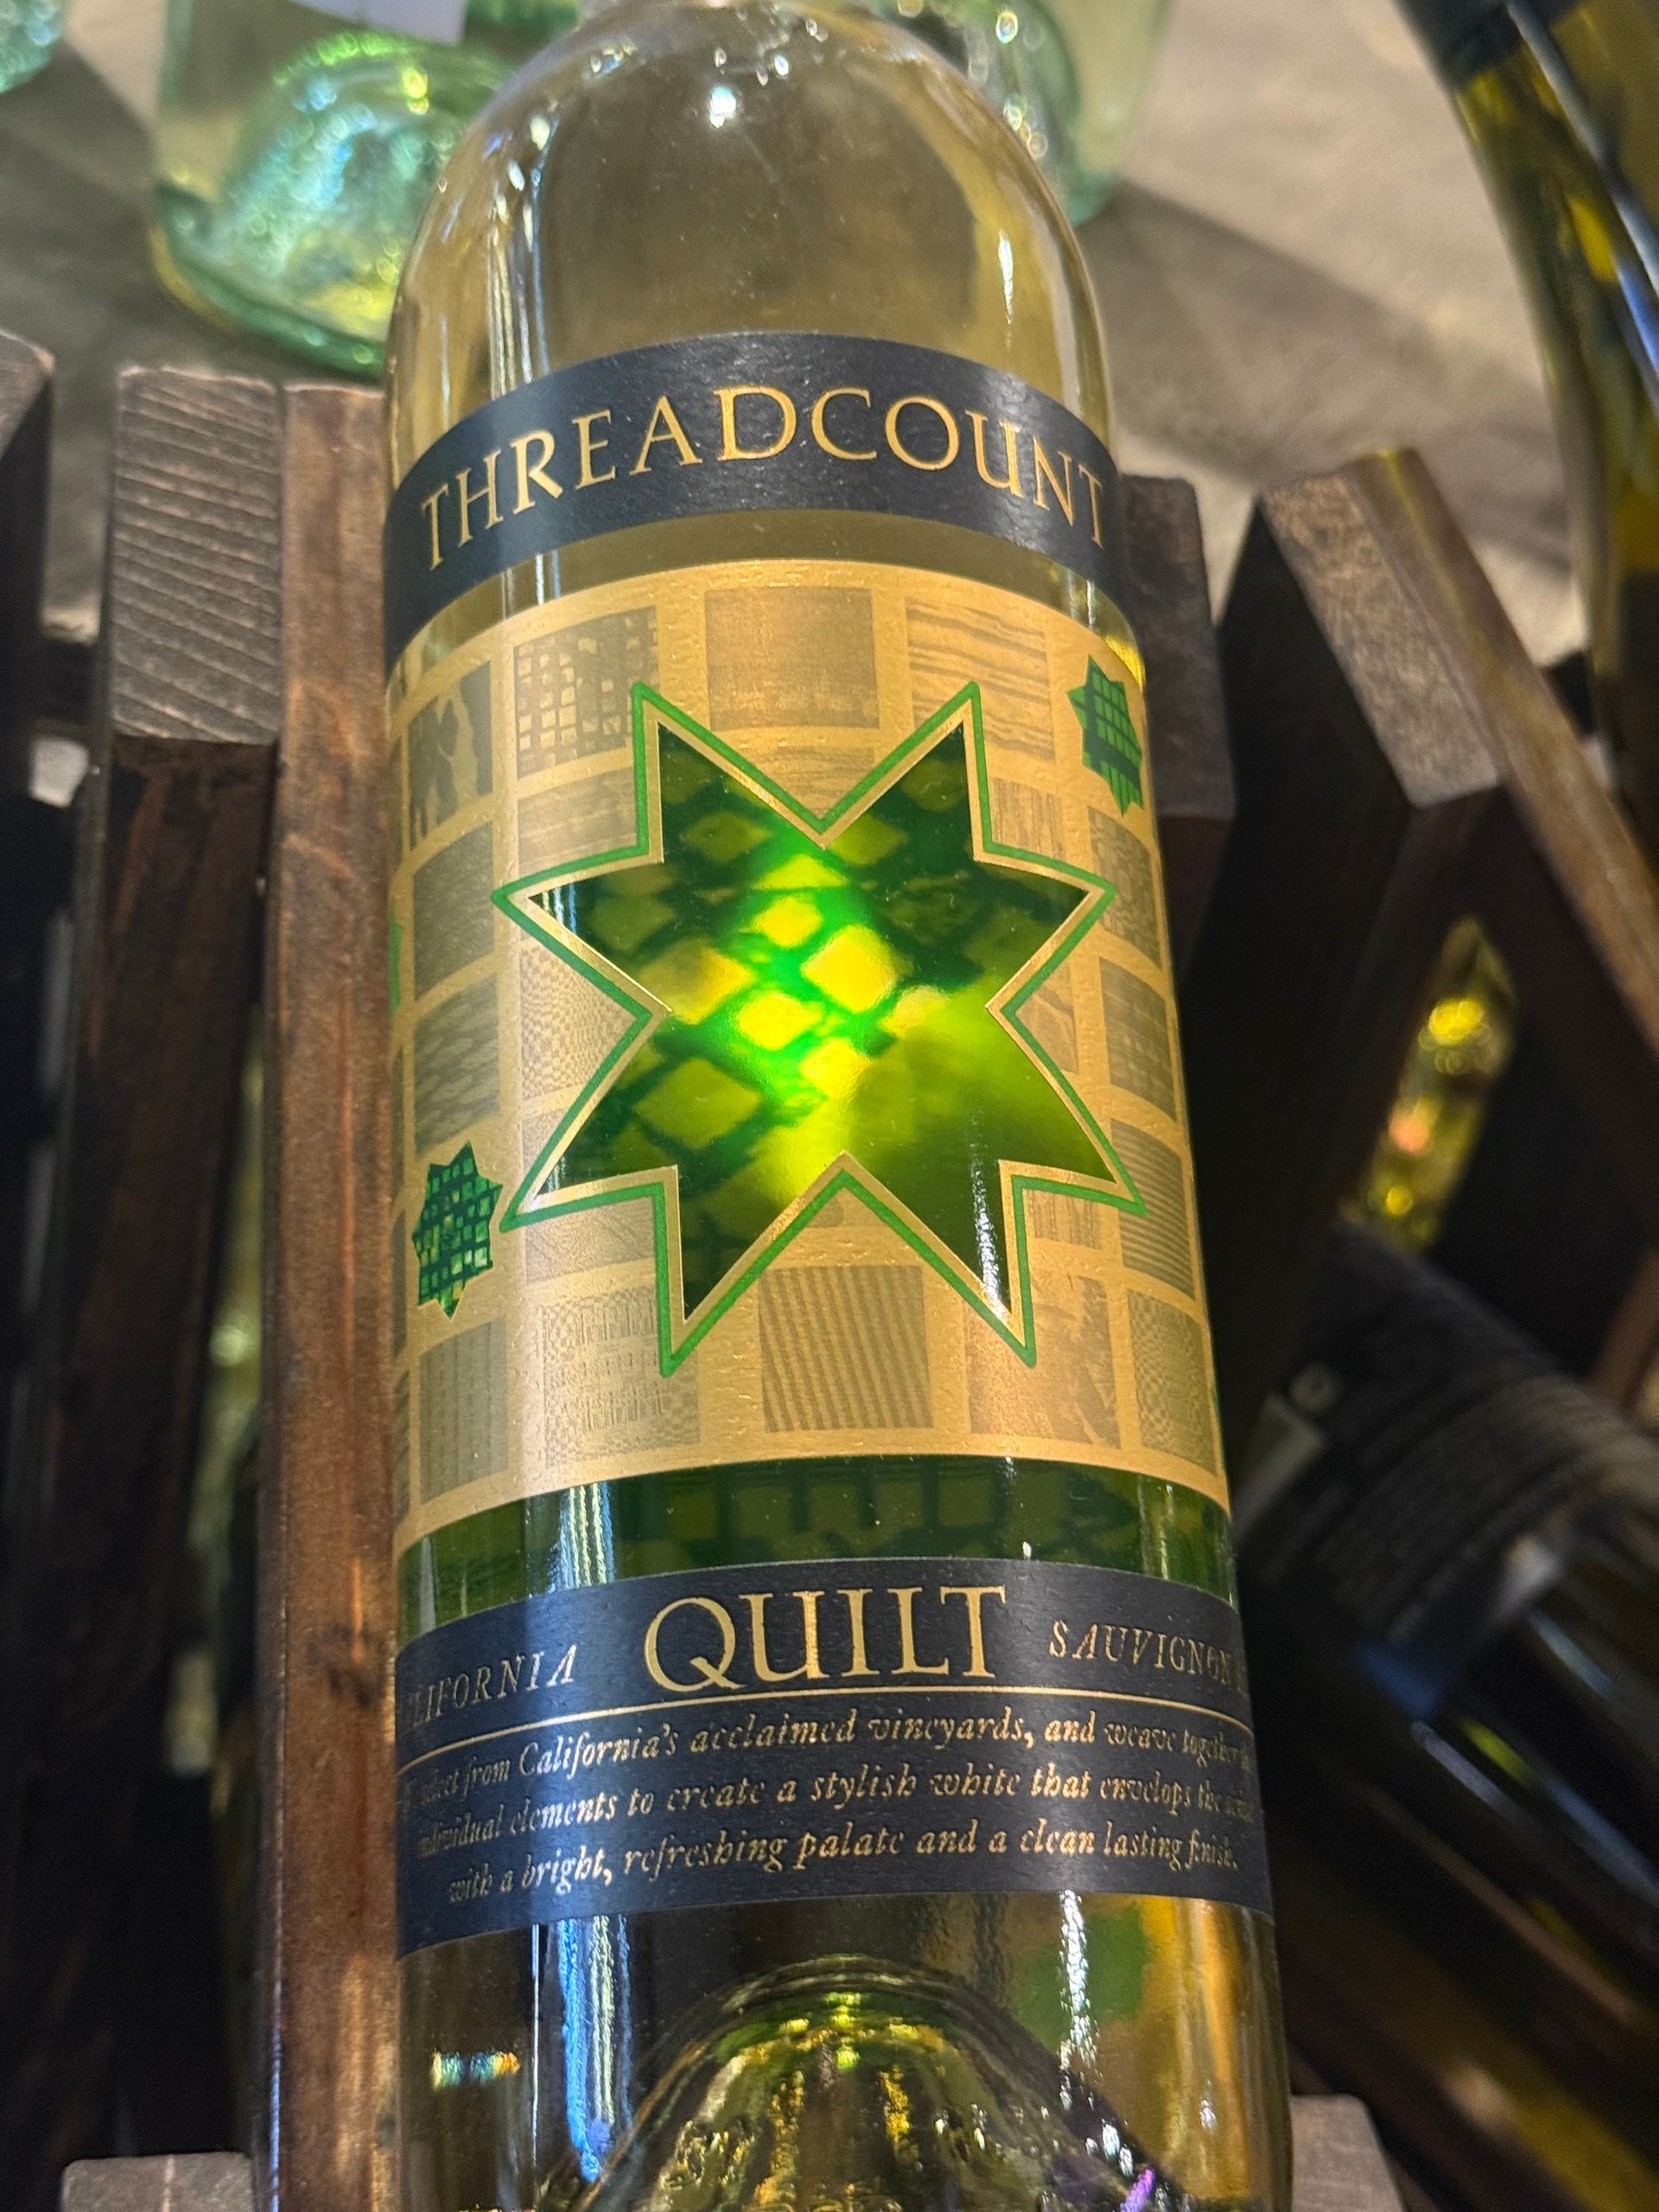 THREADCOUNT
QUILT
SAUVIGNON
select from California's acclaimed vineyards, and weave together
individual elements to create a stylish white that envelops the
with a bright, refreshing palate and a clean lasting finish.